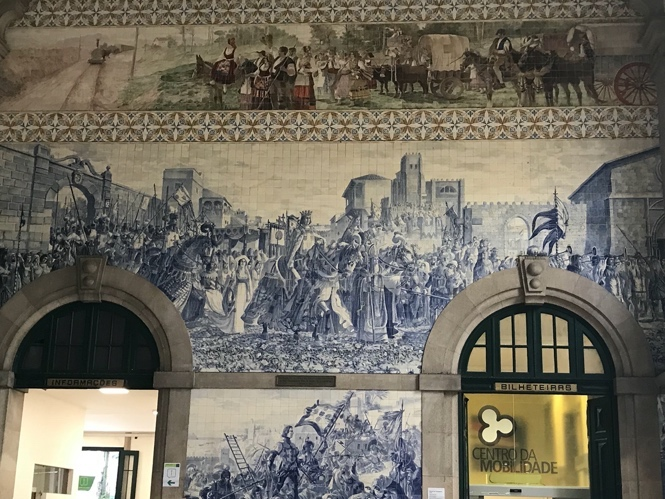 INFORMAÇÕES
BILHETEIRAS
CENTRO DA
MOBILIDADE